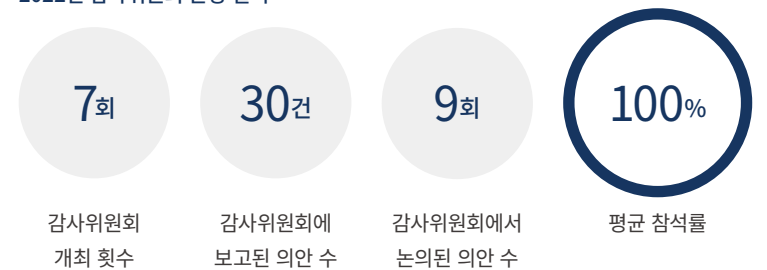 7회
30건
9회
100%
감사위원회
개최 횟수
감사위원회에
보고된 의안 수
감사위원회에서
논의된 의안 수
평균 참석률